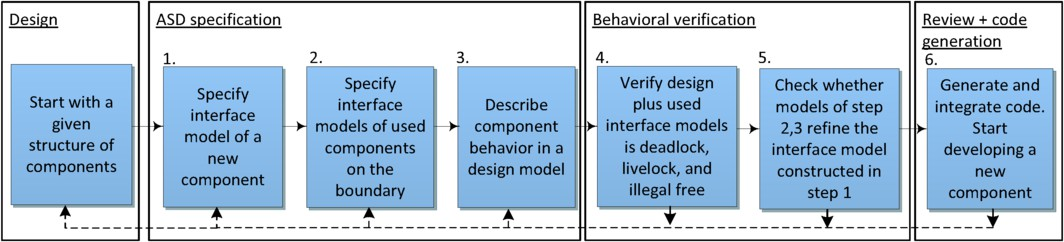 Design
Start with a
given
structure of
components
ASD specification
1.
Specify
interface
model of a
new
component
2.
Specify
interface
models of used
components
on the
boundary
3.
Describe
component
behavior in a
design model
Behavioral verification
4.
Verify design
plus used
interface models
is deadlock,
livelock, and
illegal free
5.
Check whether
models of step
2,3 refine the
interface model
constructed in
step 1
Review + code
generation
6.
Generate and
integrate code.
Start
developing a
new
component